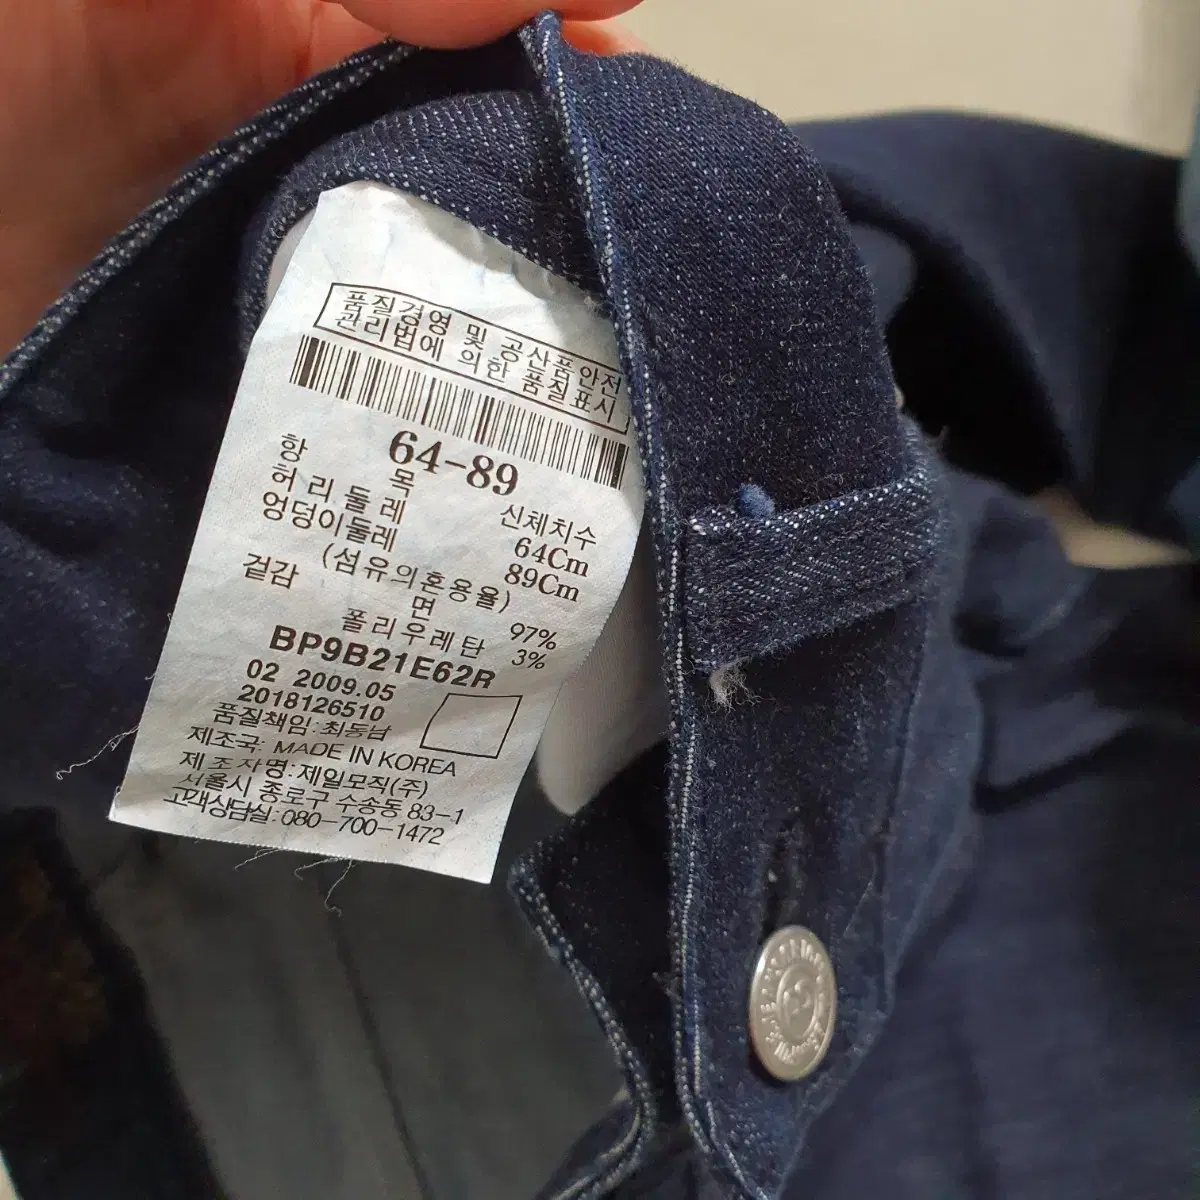 품질경영 및 공산품안전
관리법에 의한 품질표시
64-89
항 목 신체치수
허리둘레 64Cm
엉덩이둘레 89Cm
(섬유의혼용율)
겉감 면 97%
폴리우레탄 3%
BP9B21E62R
02 2009.05
2018126510
품질책임:최동남
제조국: MADE IN KOREA
제조자명:제일모직(주)
서울시 종로구 수송동 83-1
고객상담실:080-700-1472